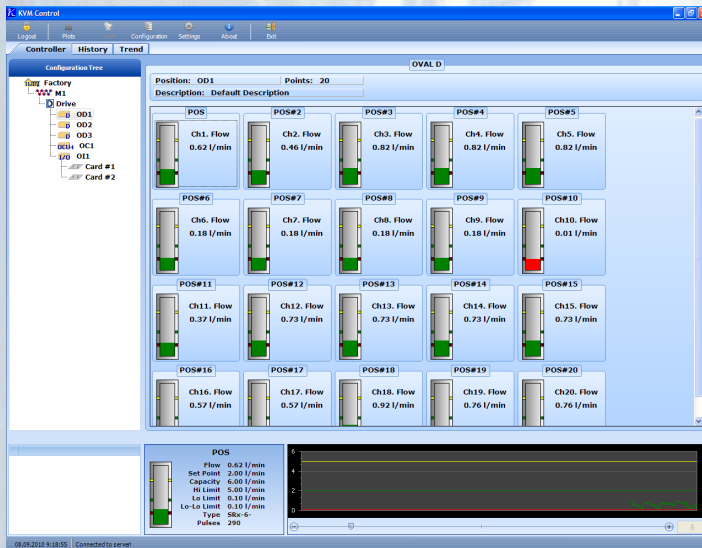 KVM Control
Logout Plots Configuration Settings About Exit
Controller History Trend
Configuration Tree
Factory
M1
Drive
D OD1
D OD2
D OD3
OCU4 OC1
I/O OI1
Card #1
Card #2
OVAL D
Position: OD1 Points: 20
Description: Default Description
POS POS#2 POS#3 POS#4 POS#5
Ch1. Flow Ch2. Flow Ch3. Flow Ch4. Flow Ch5. Flow
0.62 l/min 0.46 l/min 0.82 l/min 0.82 l/min 0.82 l/min
POS#6 POS#7 POS#8 POS#9 POS#10
Ch6. Flow Ch7. Flow Ch8. Flow Ch9. Flow Ch10. Flow
0.18 l/min 0.18 l/min 0.18 l/min 0.18 l/min 0.01 l/min
POS#11 POS#12 POS#13 POS#14 POS#15
Ch11. Flow Ch12. Flow Ch13. Flow Ch14. Flow Ch15. Flow
0.37 l/min 0.73 l/min 0.73 l/min 0.73 l/min 0.73 l/min
POS#16 POS#17 POS#18 POS#19 POS#20
Ch16. Flow Ch17. Flow Ch18. Flow Ch19. Flow Ch20. Flow
0.57 l/min 0.57 l/min 0.92 l/min 0.76 l/min 0.76 l/min
POS
Flow 0.62 l/min
Set Point 2.00 l/min
Capacity 6.00 l/min
Hi Limit 5.00 l/min
Lo Limit 0.10 l/min
Lo-Lo Limit 0.10 l/min
Type SRx-6-
Pulses 290
6
4
2
0
S
08.09.2010 9:18:55 Connected to server!